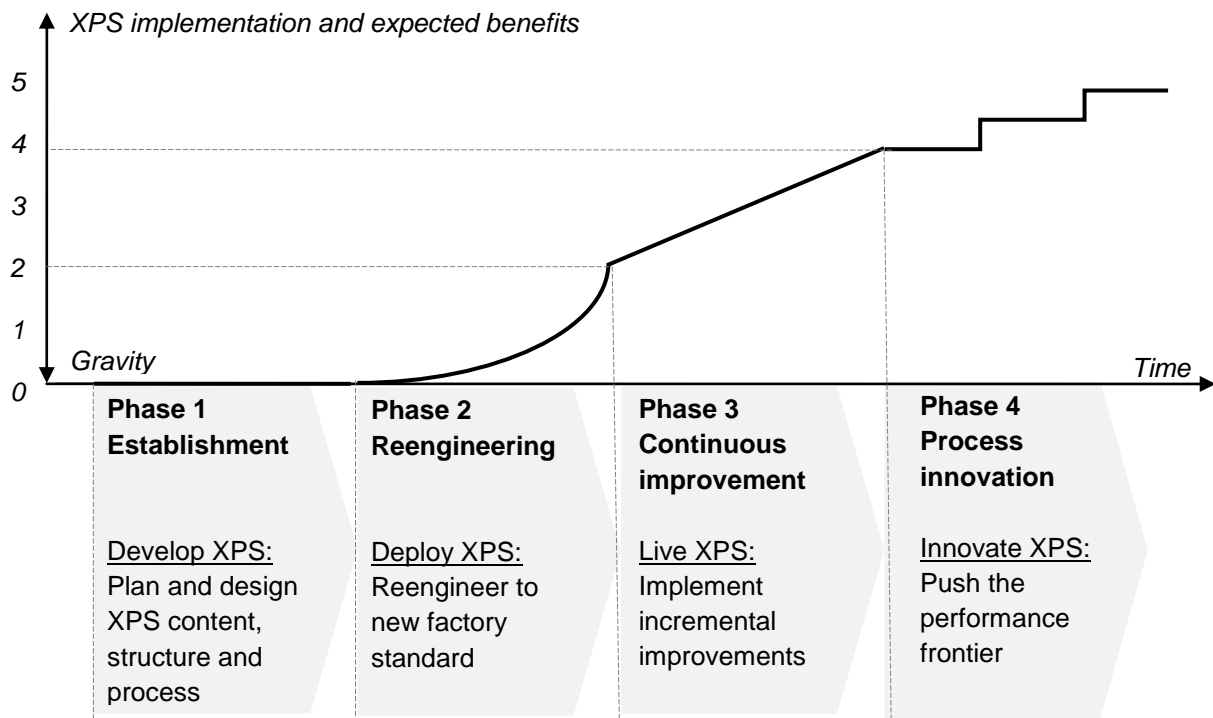 XPS implementation and expected benefits
5
4
3
2
1
0
Gravity
Time
Phase 1
Establishment
Develop XPS:
Plan and design
XPS content,
structure and
process
Phase 2
Reengineering
Deploy XPS:
Reengineer to
new factory
standard
Phase 3
Continuous
improvement
Live XPS:
Implement
incremental
improvements
Phase 4
Process
innovation
Innovate XPS:
Push the
performance
frontier